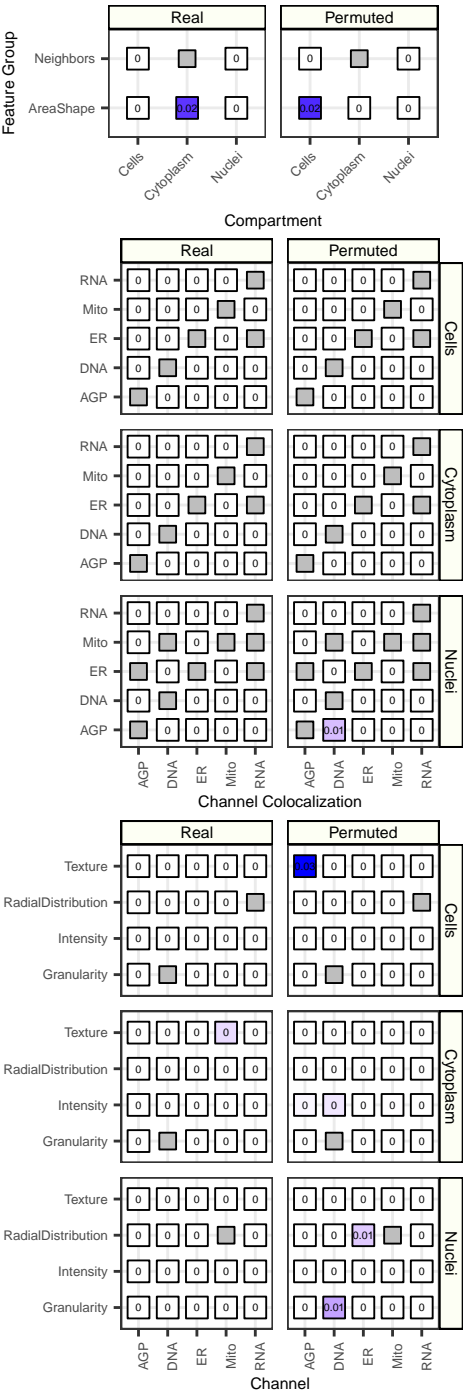 Real Permuted
Feature Group
Neighbors 0 0 0 0
AreaShape 0 0.02 0 0.02 0 0
Cells Cytoplasm Nuclei Cells Cytoplasm Nuclei
Compartment
Real Permuted
Cells
RNA 0 0 0 0 0 0 0 0
Mito 0 0 0 0 0 0 0 0
ER 0 0 0 0 0 0
DNA 0 0 0 0 0 0 0 0
AGP 0 0 0 0 0 0 0 0
Cytoplasm
RNA 0 0 0 0 0 0 0 0
Mito 0 0 0 0 0 0 0 0
ER 0 0 0 0 0 0
DNA 0 0 0 0 0 0 0 0
AGP 0 0 0 0 0 0 0 0
Nuclei
RNA 0 0 0 0 0 0 0 0
Mito 0 0 0 0
ER 0 0 0 0
DNA 0 0 0 0 0 0 0 0
AGP 0 0 0 0 0.01 0 0 0
AGP DNA ER Mito RNA AGP DNA ER Mito RNA
Channel Colocalization
Real Permuted
Cells
Texture 0 0 0 0 0 0 0 0 0
RadialDistribution 0 0 0 0 0 0 0 0
Intensity 0 0 0 0 0 0 0 0 0 0
Granularity 0 0 0 0 0 0 0 0
Cytoplasm
Texture 0 0 0 0 0 0 0 0 0 0
RadialDistribution 0 0 0 0 0 0 0 0 0 0
Intensity 0 0 0 0 0 0 0 0 0 0
Granularity 0 0 0 0 0 0 0 0
Nuclei
Texture 0 0 0 0 0 0 0 0 0 0
RadialDistribution 0 0 0 0 0 0 0.01 0
Intensity 0 0 0 0 0 0 0 0 0 0
Granularity 0 0 0 0 0 0 0.01 0 0 0
AGP DNA ER Mito RNA AGP DNA ER Mito RNA
Channel